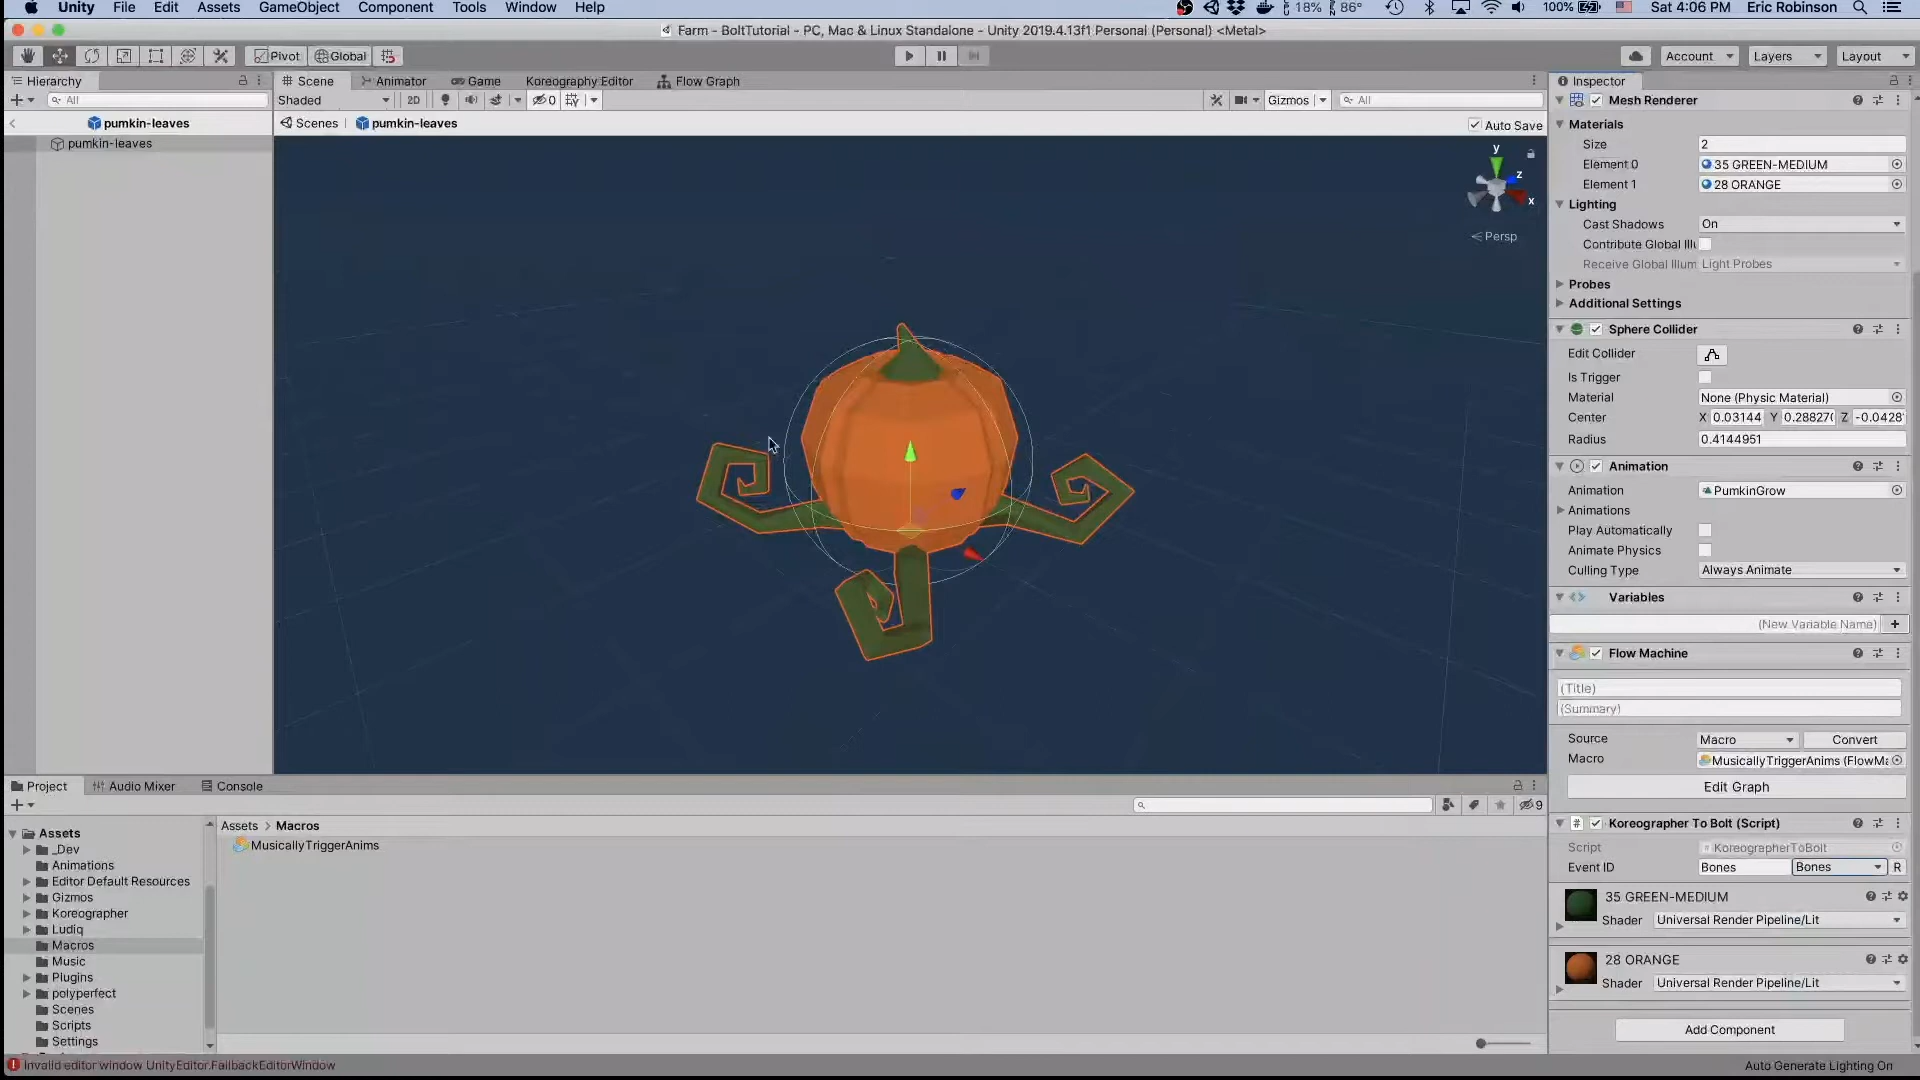 Unity File Edit Assets GameObject Component Tools Window Help 18% 86° 100% Sat 4:06 PM Eric Robinson
Farm - BoltTutorial - PC, Mac & Linux Standalone - Unity 2019.4.13f1 Personal (Personal) <Metal>
Pivot Global Account Layers Layout
Hierarchy Scene Animator Game Koreography Editor Flow Graph Inspector
All Shaded 2D 0 Gizmos All Mesh Renderer
pumkin-leaves Scenes pumkin-leaves Auto Save Materials
pumkin-leaves Size 2
y z x
Element 0 35 GREEN-MEDIUM
Element 1 28 ORANGE
Lighting
Cast Shadows On
Persp Contribute Global Illu
Receive Global Illum Light Probes
Probes
Additional Settings
Sphere Collider
Edit Collider
Is Trigger
Material None (Physic Material)
Center X 0.03144 Y 0.28827( Z -0.0428
Radius 0.4144951
Animation
Animation PumkinGrow
Animations
Play Automatically
Animate Physics
Culling Type Always Animate
Variables
(New Variable Name) +
Flow Machine
(Title)
(Summary)
Source Macro Convert
Macro MusicallyTriggerAnims (FlowMa
Edit Graph
Project Audio Mixer Console
9
Koreographer To Bolt (Script)
Script KoreographerToBolt
Event ID Bones Bones R
35 GREEN-MEDIUM
Shader Universal Render Pipeline/Lit
28 ORANGE
Shader Universal Render Pipeline/Lit
Add Component
Assets Assets > Macros
_Dev MusicallyTriggerAnims
Animations
Editor Default Resources
Gizmos
Koreographer
Ludiq
Macros
Music
Plugins
polyperfect
Scenes
Scripts
Settings
Invalid editor window UnityEditor.FallbackEditorWindow Auto Generate Lighting On